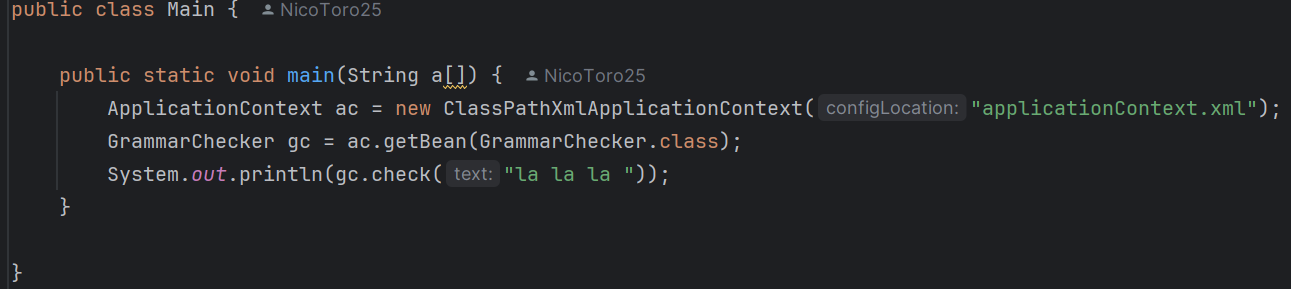 public class Main { NicoToro25
public static void main(String a[]) { NicoToro25
ApplicationContext ac = new ClassPathXmlApplicationContext( configLocation: "applicationContext.xml");
GrammarChecker gc = ac.getBean(GrammarChecker.class);
System.out.println(gc.check( text: "la la la "));
}
}